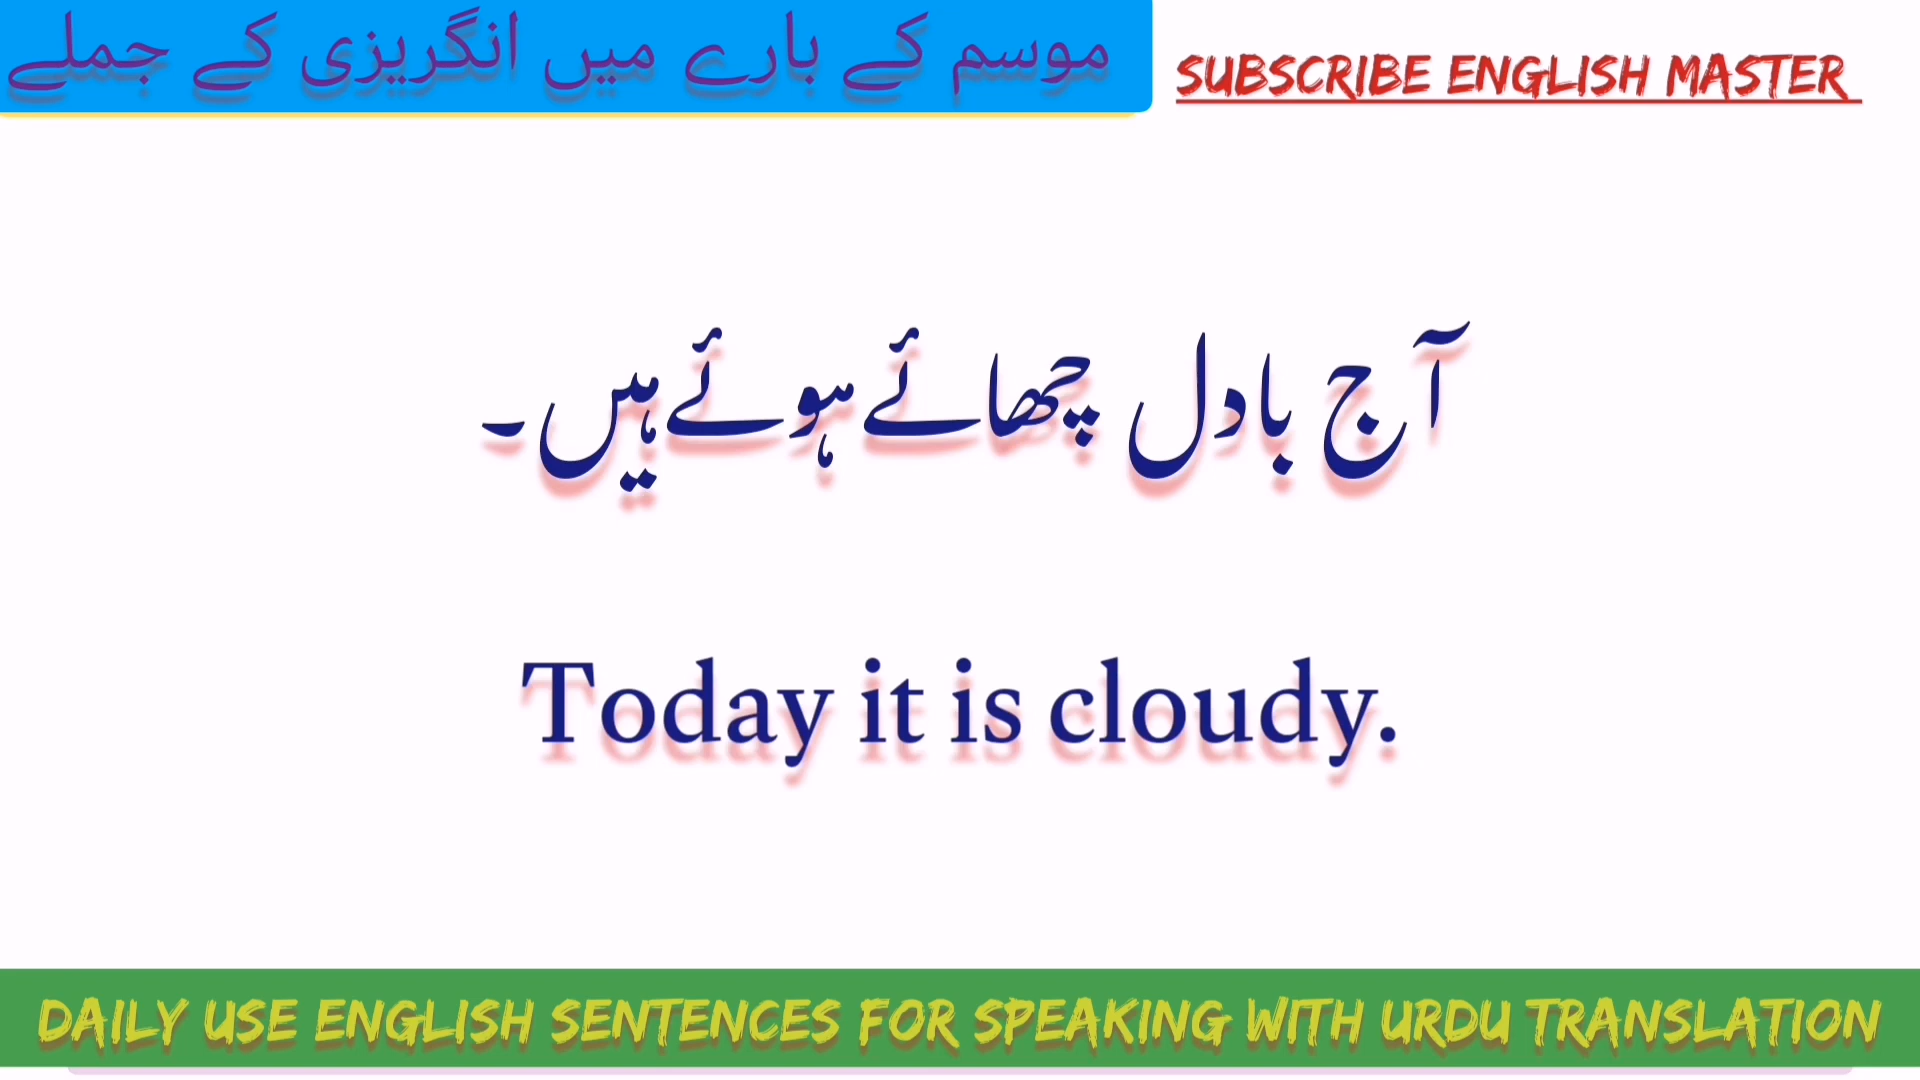 موسم کے بارے میں انگریزی کے جملے
SUBSCRIBE ENGLISH MASTER
آج بادل چھائے ہوئے ہیں۔
Today it is cloudy.
DAILY USE ENGLISH SENTENCES FOR SPEAKING WITH URDU TRANSLATION